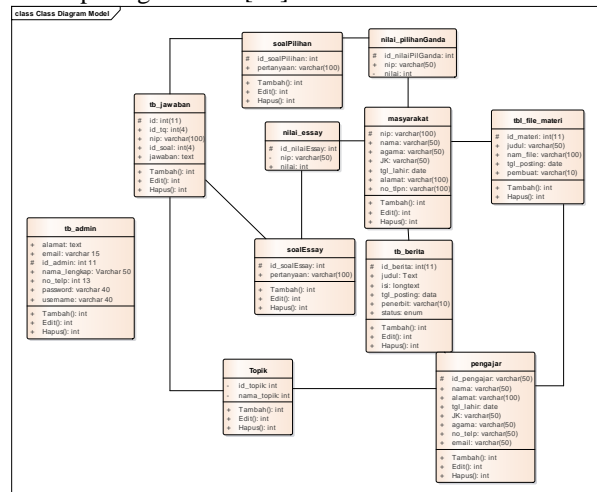 class Class Diagram Model
soalPilihan
# id_soalPilihan: int
+ pertanyaan: varchar(100)
+ Tambah(): int
+ Edit(): int
+ Hapus(): int
nilai_pilihanGanda
# id_nilaiPilGanda: int
+ nip: varchar(50)
- nilai: int
tb_jawaban
# id: int(11)
+ id_tq: int(4)
+ nip: varchar(100)
+ id_soal: int(4)
+ jawaban: text
+ Tambah(): int
+ Edit(): int
+ Hapus(): int
nilai_essay
# id_nilaiEssay: int
- nip: varchar(50)
+ nilai: int
masyarakat
# nip: varchar(100)
+ nama: varchar(50)
+ agama: varchar(50)
+ JK: varchar(50)
+ tgl_lahir: date
+ alamat: varchar(100)
+ no_tlpn: varchar(100)
+ Tambah(): int
+ Edit(): int
+ Hapus(): int
tbl_file_materi
# id_materi: int(11)
+ judul: varchar(50)
+ nam_file: varchar(100)
+ tgl_posting: date
+ pembuat: varchar(10)
+ Tambah(): int
+ Hapus(): int
tb_admin
+ alamat: text
+ email: varchar 15
# id_admin: int 11
+ nama_lengkap: Varchar 50
+ no_telp: int 13
+ password: varchar 40
+ username: varchar 40
+ Tambah(): int
+ Edit(): int
+ Hapus(): int
soalEssay
# id_soalEssay: int
+ pertanyaan: varchar(100)
+ Tambah(): int
+ Edit(): int
+ Hapus(): int
tb_berita
# id_berita: int(11)
+ judul: Text
+ isi: longtext
+ tgl_posting: data
+ penerbit: varchar(10)
+ status: enum
+ Tambah(): int
+ Edit(): int
+ Hapus(): int
Topik
- id_topik: int
- nama_topik: int
+ Tambah(): int
+ Edit(): int
+ Hapus(): int
pengajar
# id_pengajar: varchar(50)
+ nama: varchar(50)
+ alamat: varchar(100)
+ tgl_lahir: date
+ JK: varchar(50)
+ agama: varchar(50)
+ no_telp: varchar(50)
+ email: varchar(50)
+ Tambah(): int
+ Edit(): int
+ Hapus(): int